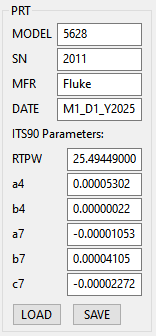 PRT
MODEL 5628
SN 2011
MFR Fluke
DATE M1_D1_Y2025
ITS90 Parameters:
RTPW 25.49449000
a4 0.00005302
b4 0.00000022
a7 -0.00001053
b7 0.00004105
c7 -0.00002272
LOAD SAVE